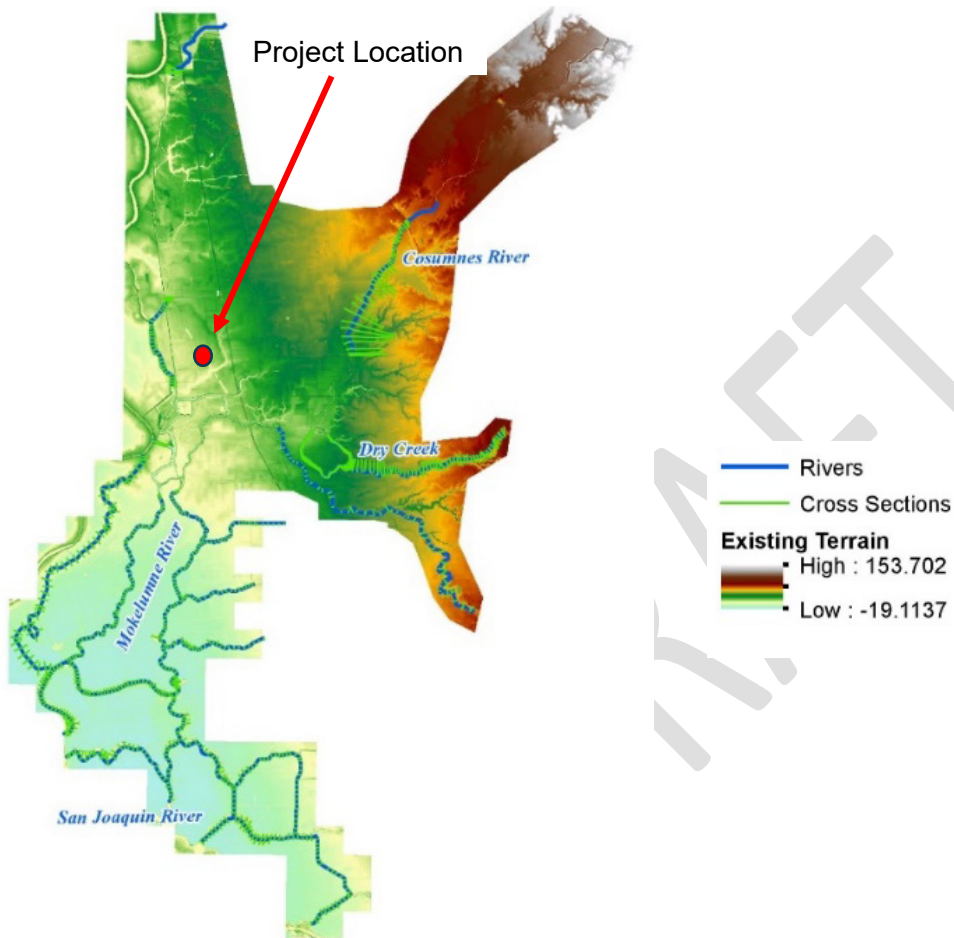 Project Location
Cosumnes River
Dry Creek
Mokelumne River
San Joaquin River
Rivers
Cross Sections
Existing Terrain
High : 153.702
Low : -19.1137
DRAFT